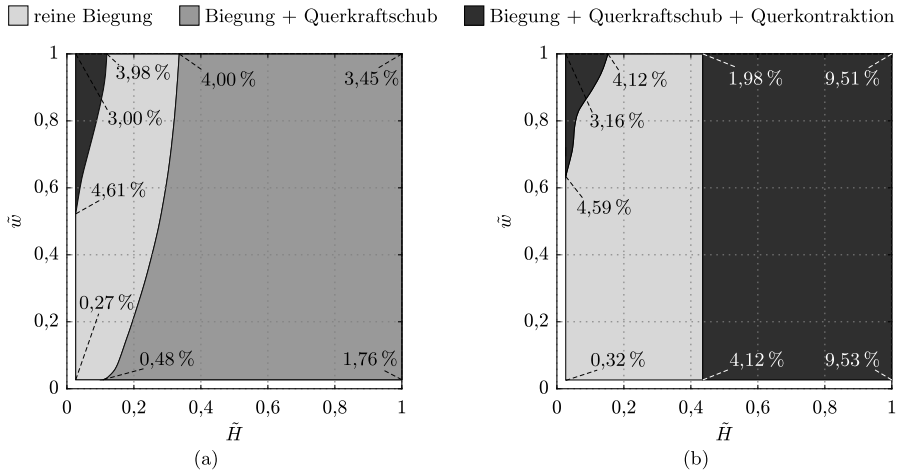 reine Biegung Biegung + Querkraftschub Biegung + Querkraftschub + Querkontraktion
1 3,98 % 4,00 % 3,45 %
0,8 3,00 %
0,6 4,61 %
w̃
0,4
0,2 0,27 %
0 0,48 % 1,76 %
0 0,2 0,4 0,6 0,8 1
H̃
(a)
1 4,12 % 1,98 % 9,51 %
0,8 3,16 %
0,6 4,59 %
w̃
0,4
0,2
0 0,32 % 4,12 % 9,53 %
0 0,2 0,4 0,6 0,8 1
H̃
(b)